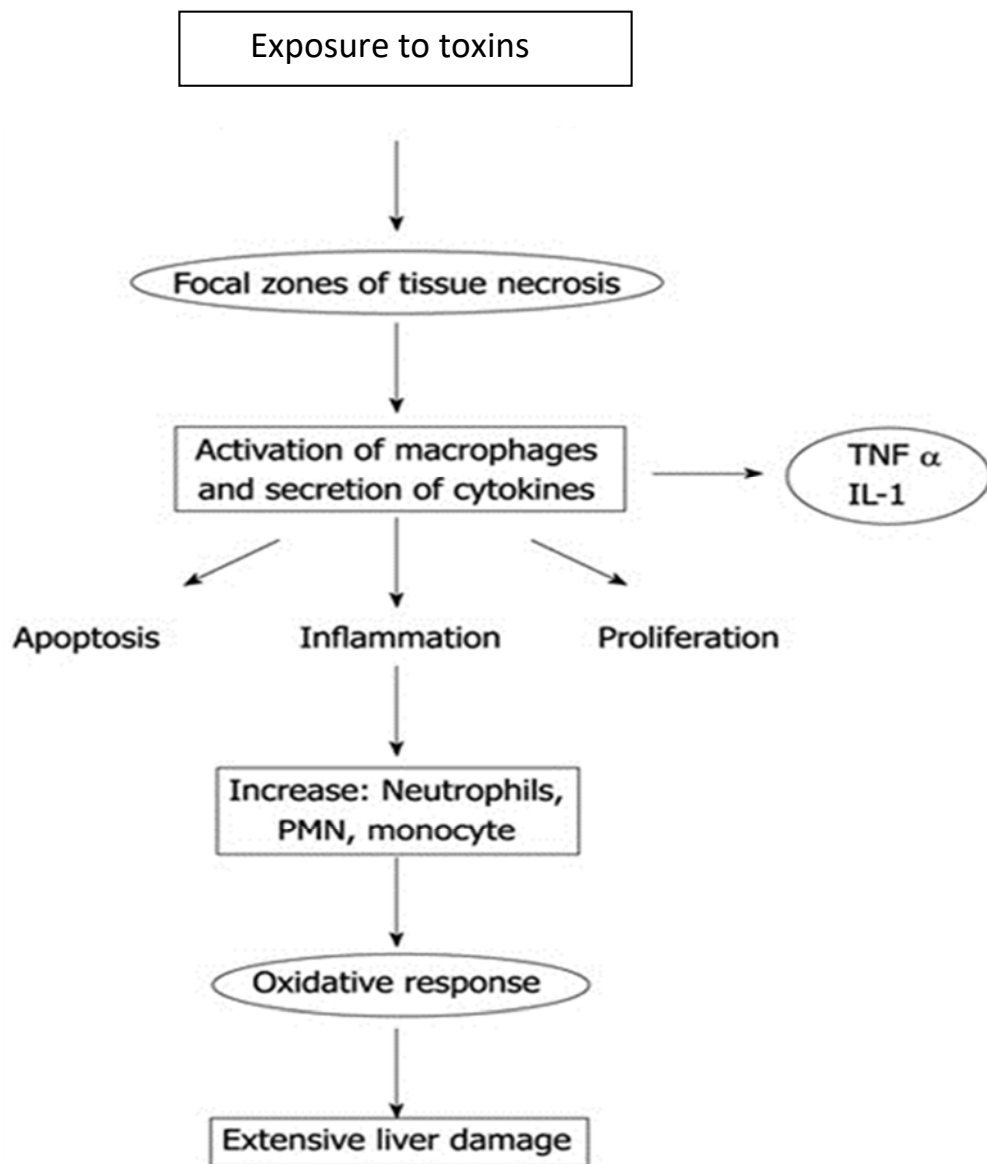 Exposure to toxins
Focal zones of tissue necrosis
Activation of macrophages
and secretion of cytokines
TNF α
IL-1
Apoptosis
Inflammation
Proliferation
Increase: Neutrophils,
PMN, monocyte
Oxidative response
Extensive liver damage